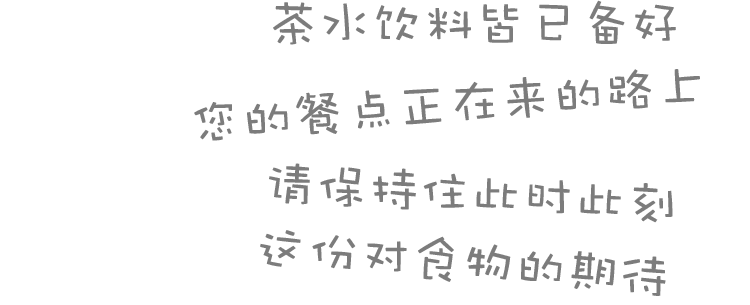 茶水饮料皆已备好
您的餐点正在来的路上
请保持住此时此刻
这份对食物的期待